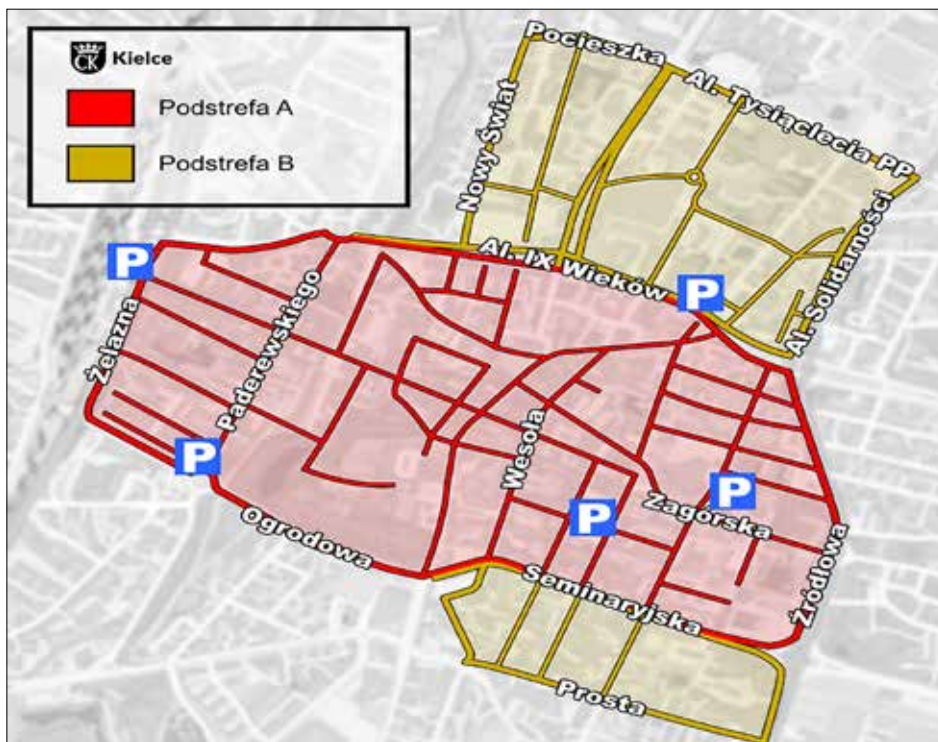 CK Kielce
Podstrefa A
Podstrefa B
Pocieszka
Al. Tysiąclecia PP
Nowy Świat
Al. Solidarności
Al. IX Wieków
P
P
Żelazna
Paderewskiego
P
Wesoła
P
P
Zagórska
Ogrodowa
Źródłowa
Seminaryjska
Prosta